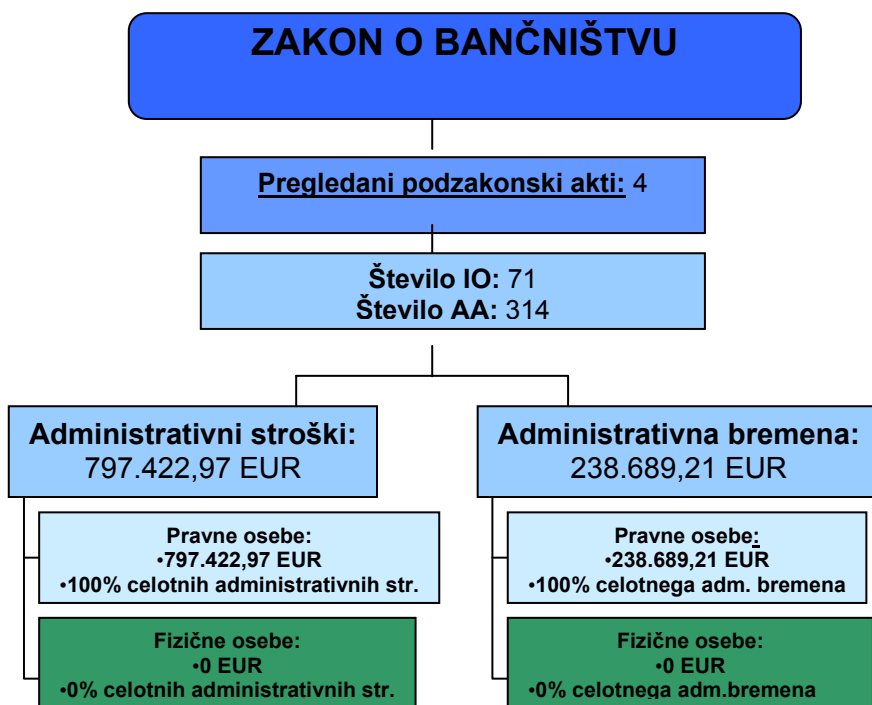 ZAKON O BANČNIŠTVU
Pregledani podzakonski akti: 4
Število IO: 71
Število AA: 314
Administrativni stroški:
797.422,97 EUR
Pravne osebe:
•797.422,97 EUR
•100% celotnih administrativnih str.
Fizične osebe:
•0 EUR
•0% celotnih administrativnih str.
Administrativna bremena:
238.689,21 EUR
Pravne osebe:
•238.689,21 EUR
•100% celotnega adm. bremena
Fizične osebe:
•0 EUR
•0% celotnega adm.bremena